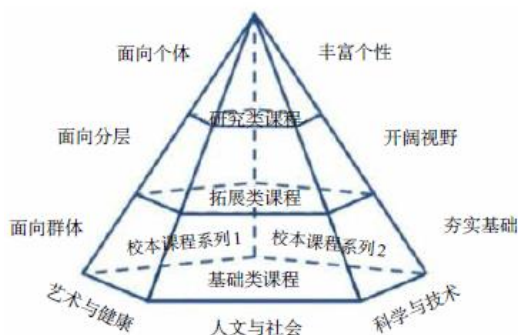 面向个体
丰富个性
研究类课程
面向分层
开阔视野
拓展类课程
面向群体
夯实基础
校本课程系列1
校本课程系列2
基础类课程
艺术与健康
人文与社会
科学与技术